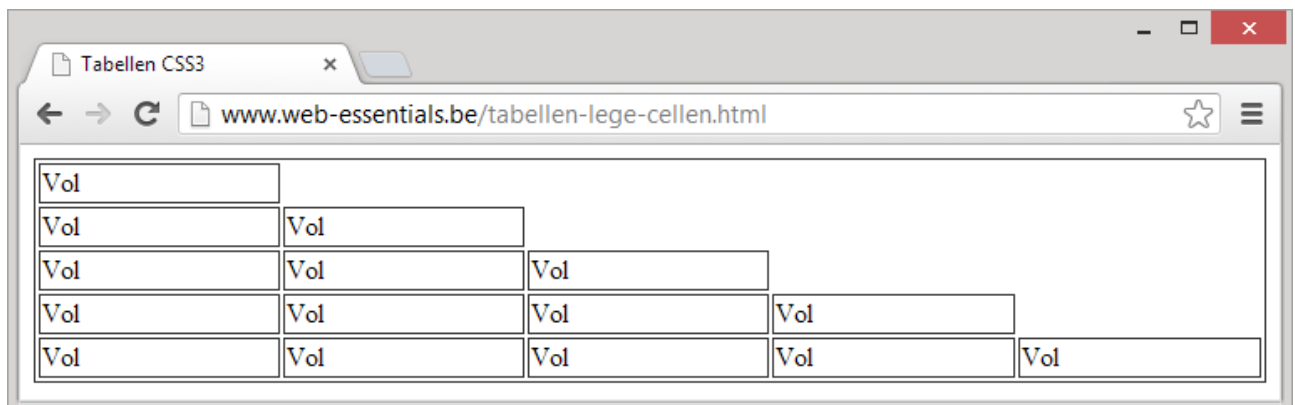 Tabellen CSS3
www.web-essentials.be/tabellen-lege-cellen.html
Vol
Vol Vol
Vol Vol Vol
Vol Vol Vol Vol
Vol Vol Vol Vol Vol